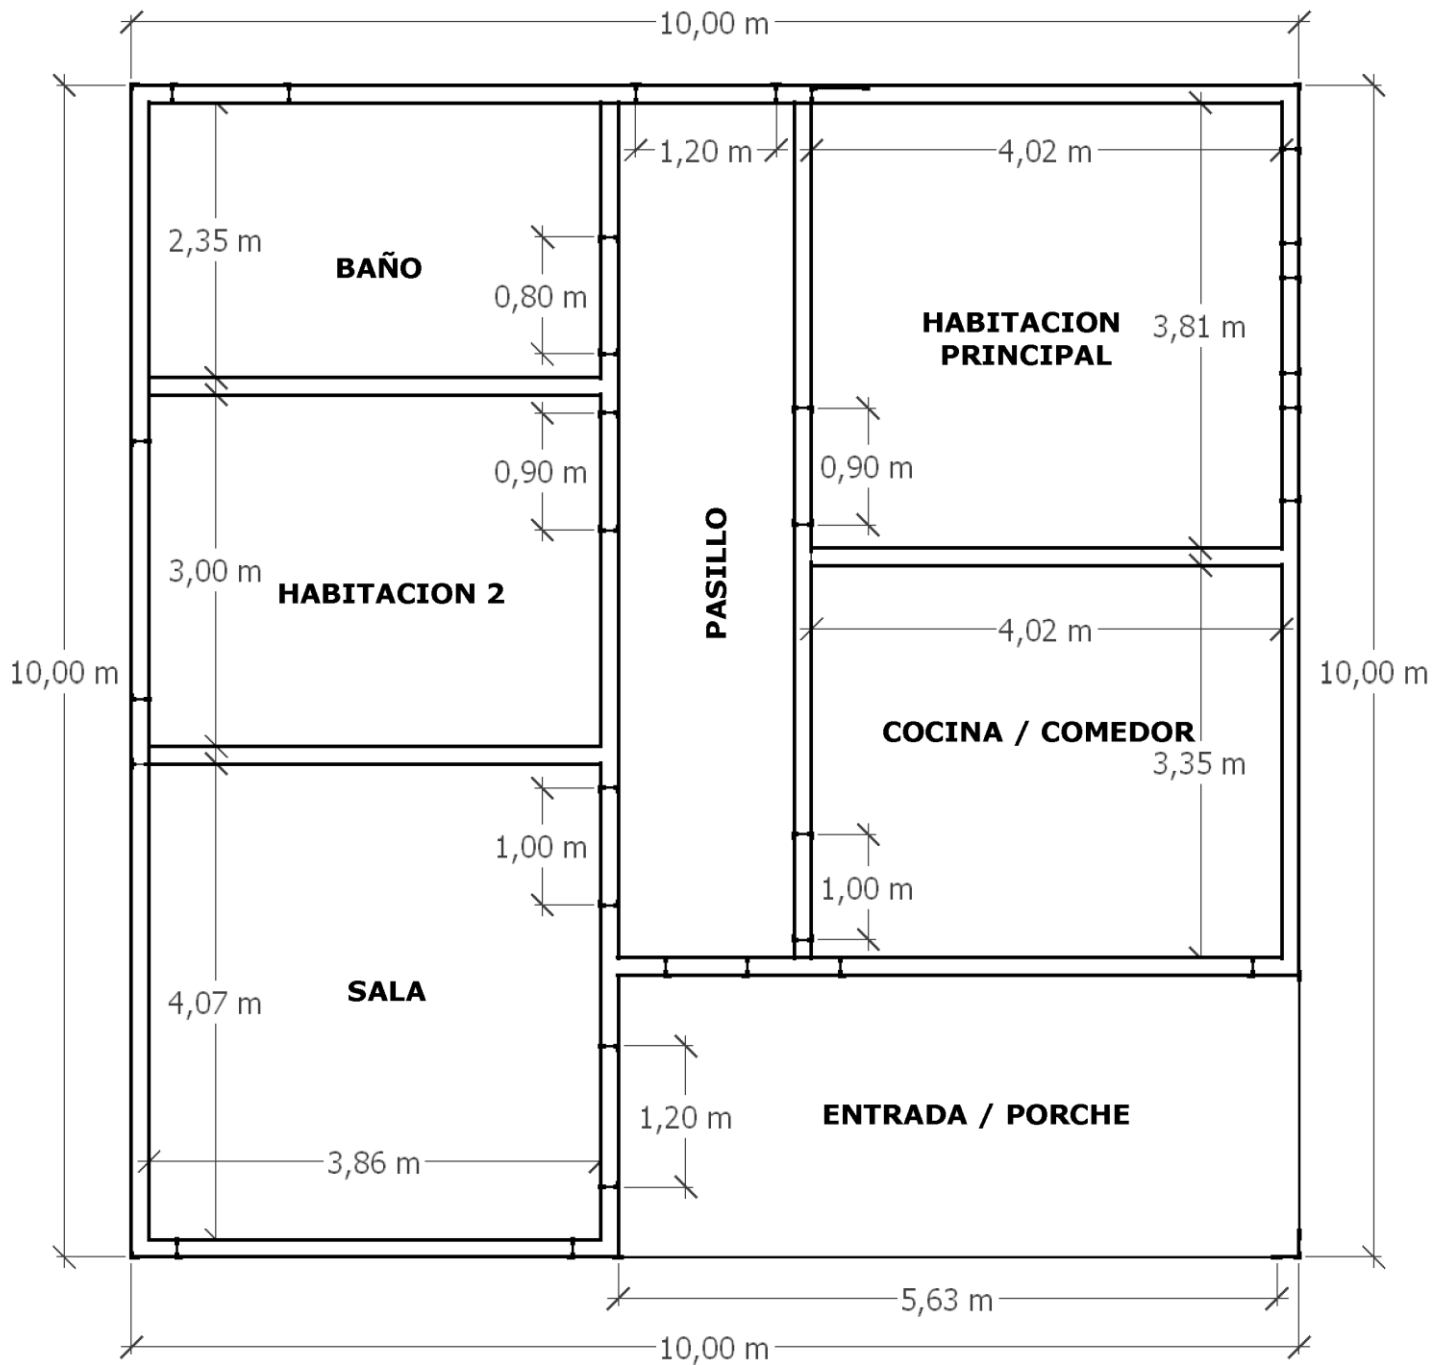 10,00 m
1,20 m
4,02 m
2,35 m
BAÑO
0,80 m
HABITACION
PRINCIPAL
3,81 m
0,90 m
0,90 m
PASILLO
3,00 m
HABITACION 2
4,02 m
10,00 m
10,00 m
COCINA / COMEDOR
3,35 m
1,00 m
1,00 m
SALA
4,07 m
1,20 m
ENTRADA / PORCHE
3,86 m
5,63 m
10,00 m